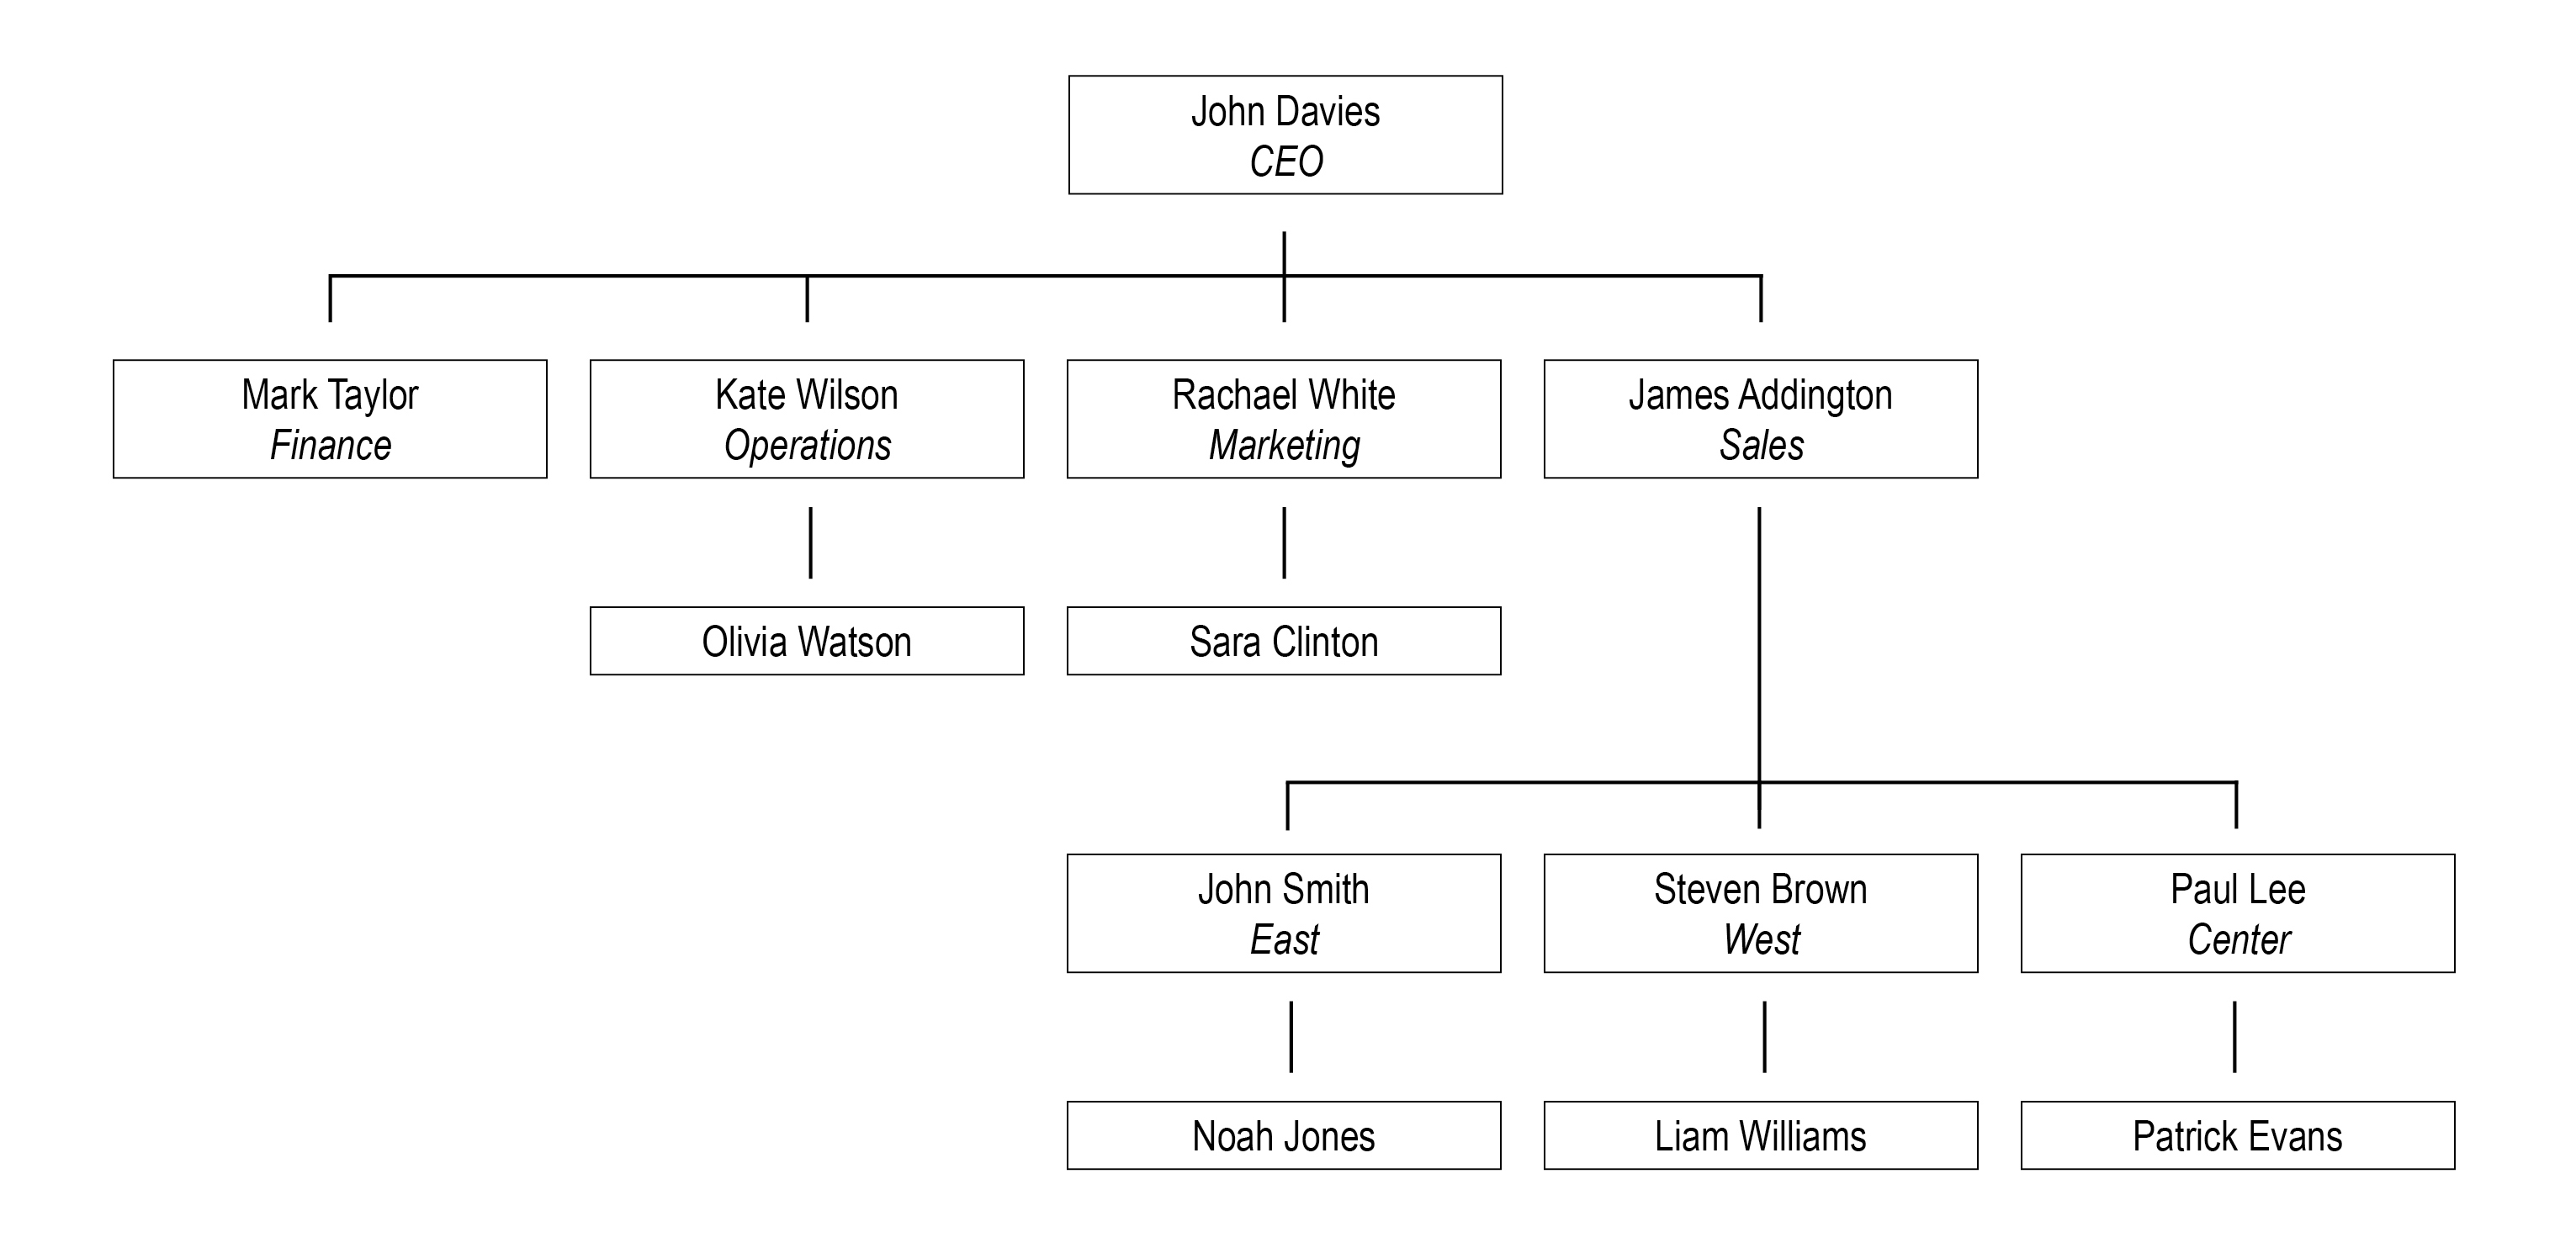 John Davies
CEO
Mark Taylor
Finance
Kate Wilson
Operations
Rachael White
Marketing
James Addington
Sales
Olivia Watson
Sara Clinton
John Smith
East
Steven Brown
West
Paul Lee
Center
Noah Jones
Liam Williams
Patrick Evans